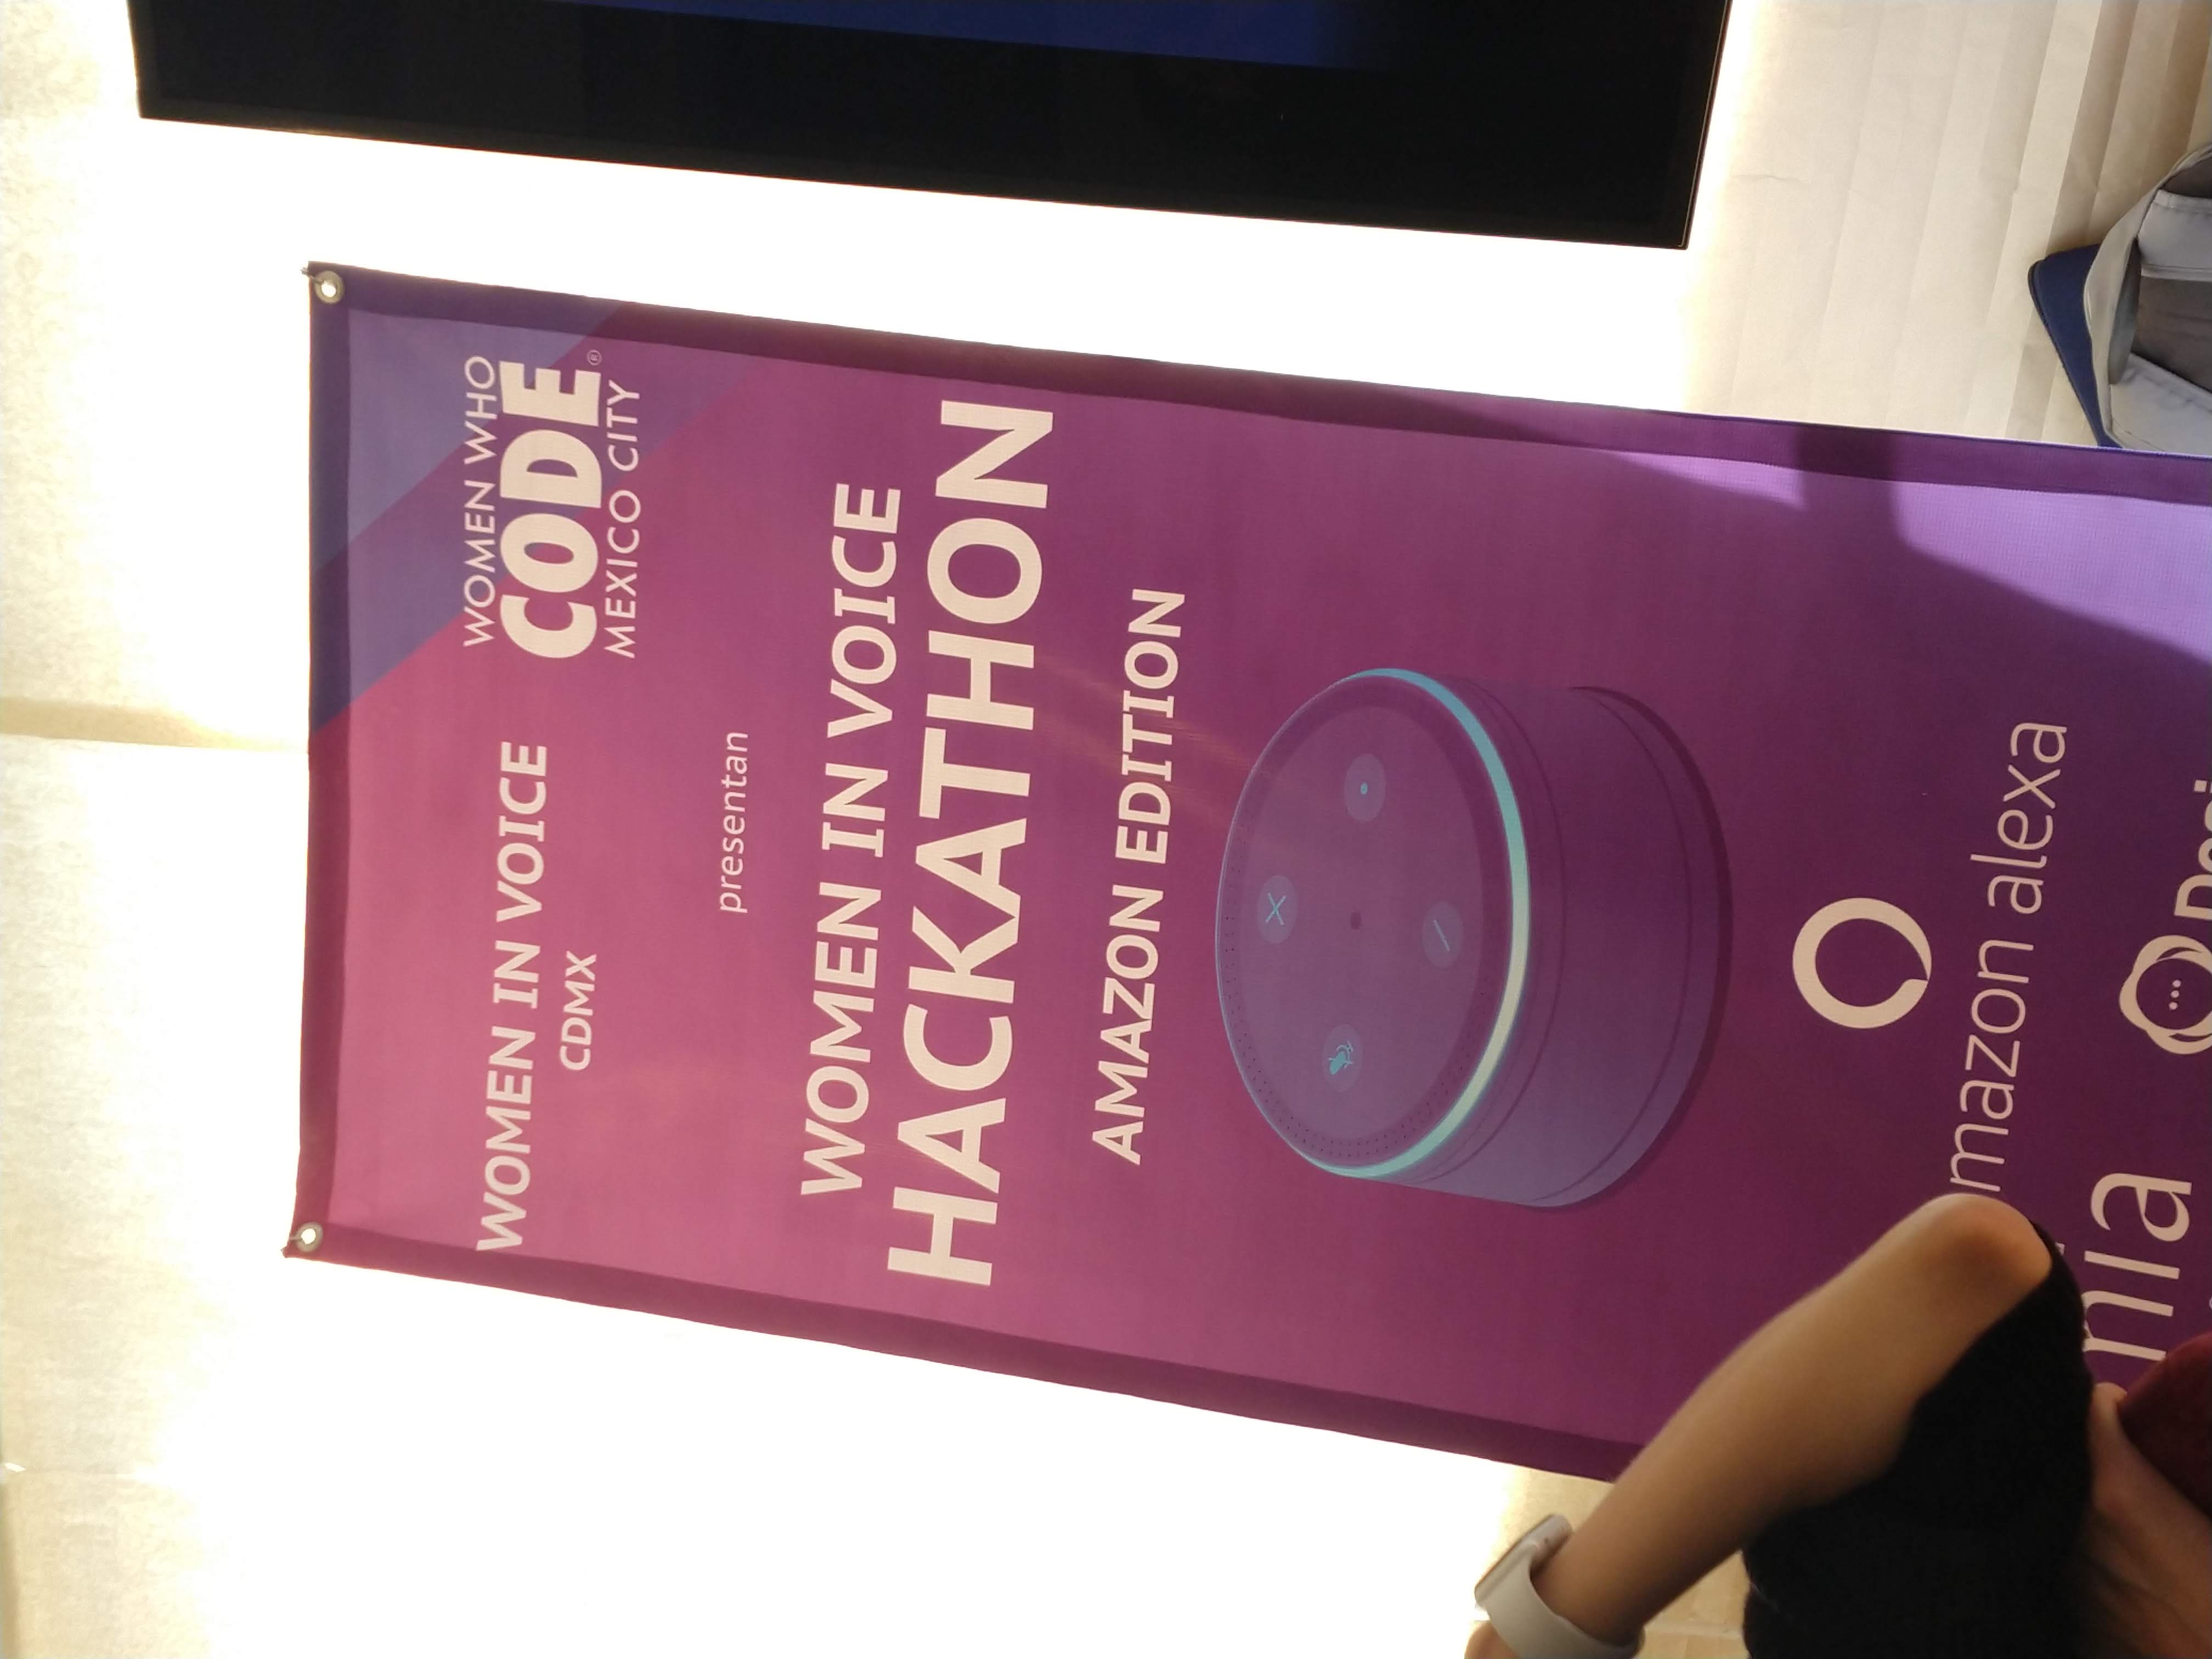 WOMEN IN VOICE
CDMX
WOMEN WHO
CODE®
MEXICO CITY
presentan
WOMEN IN VOICE
HACKATHON
AMAZON EDITION
mazon alexa